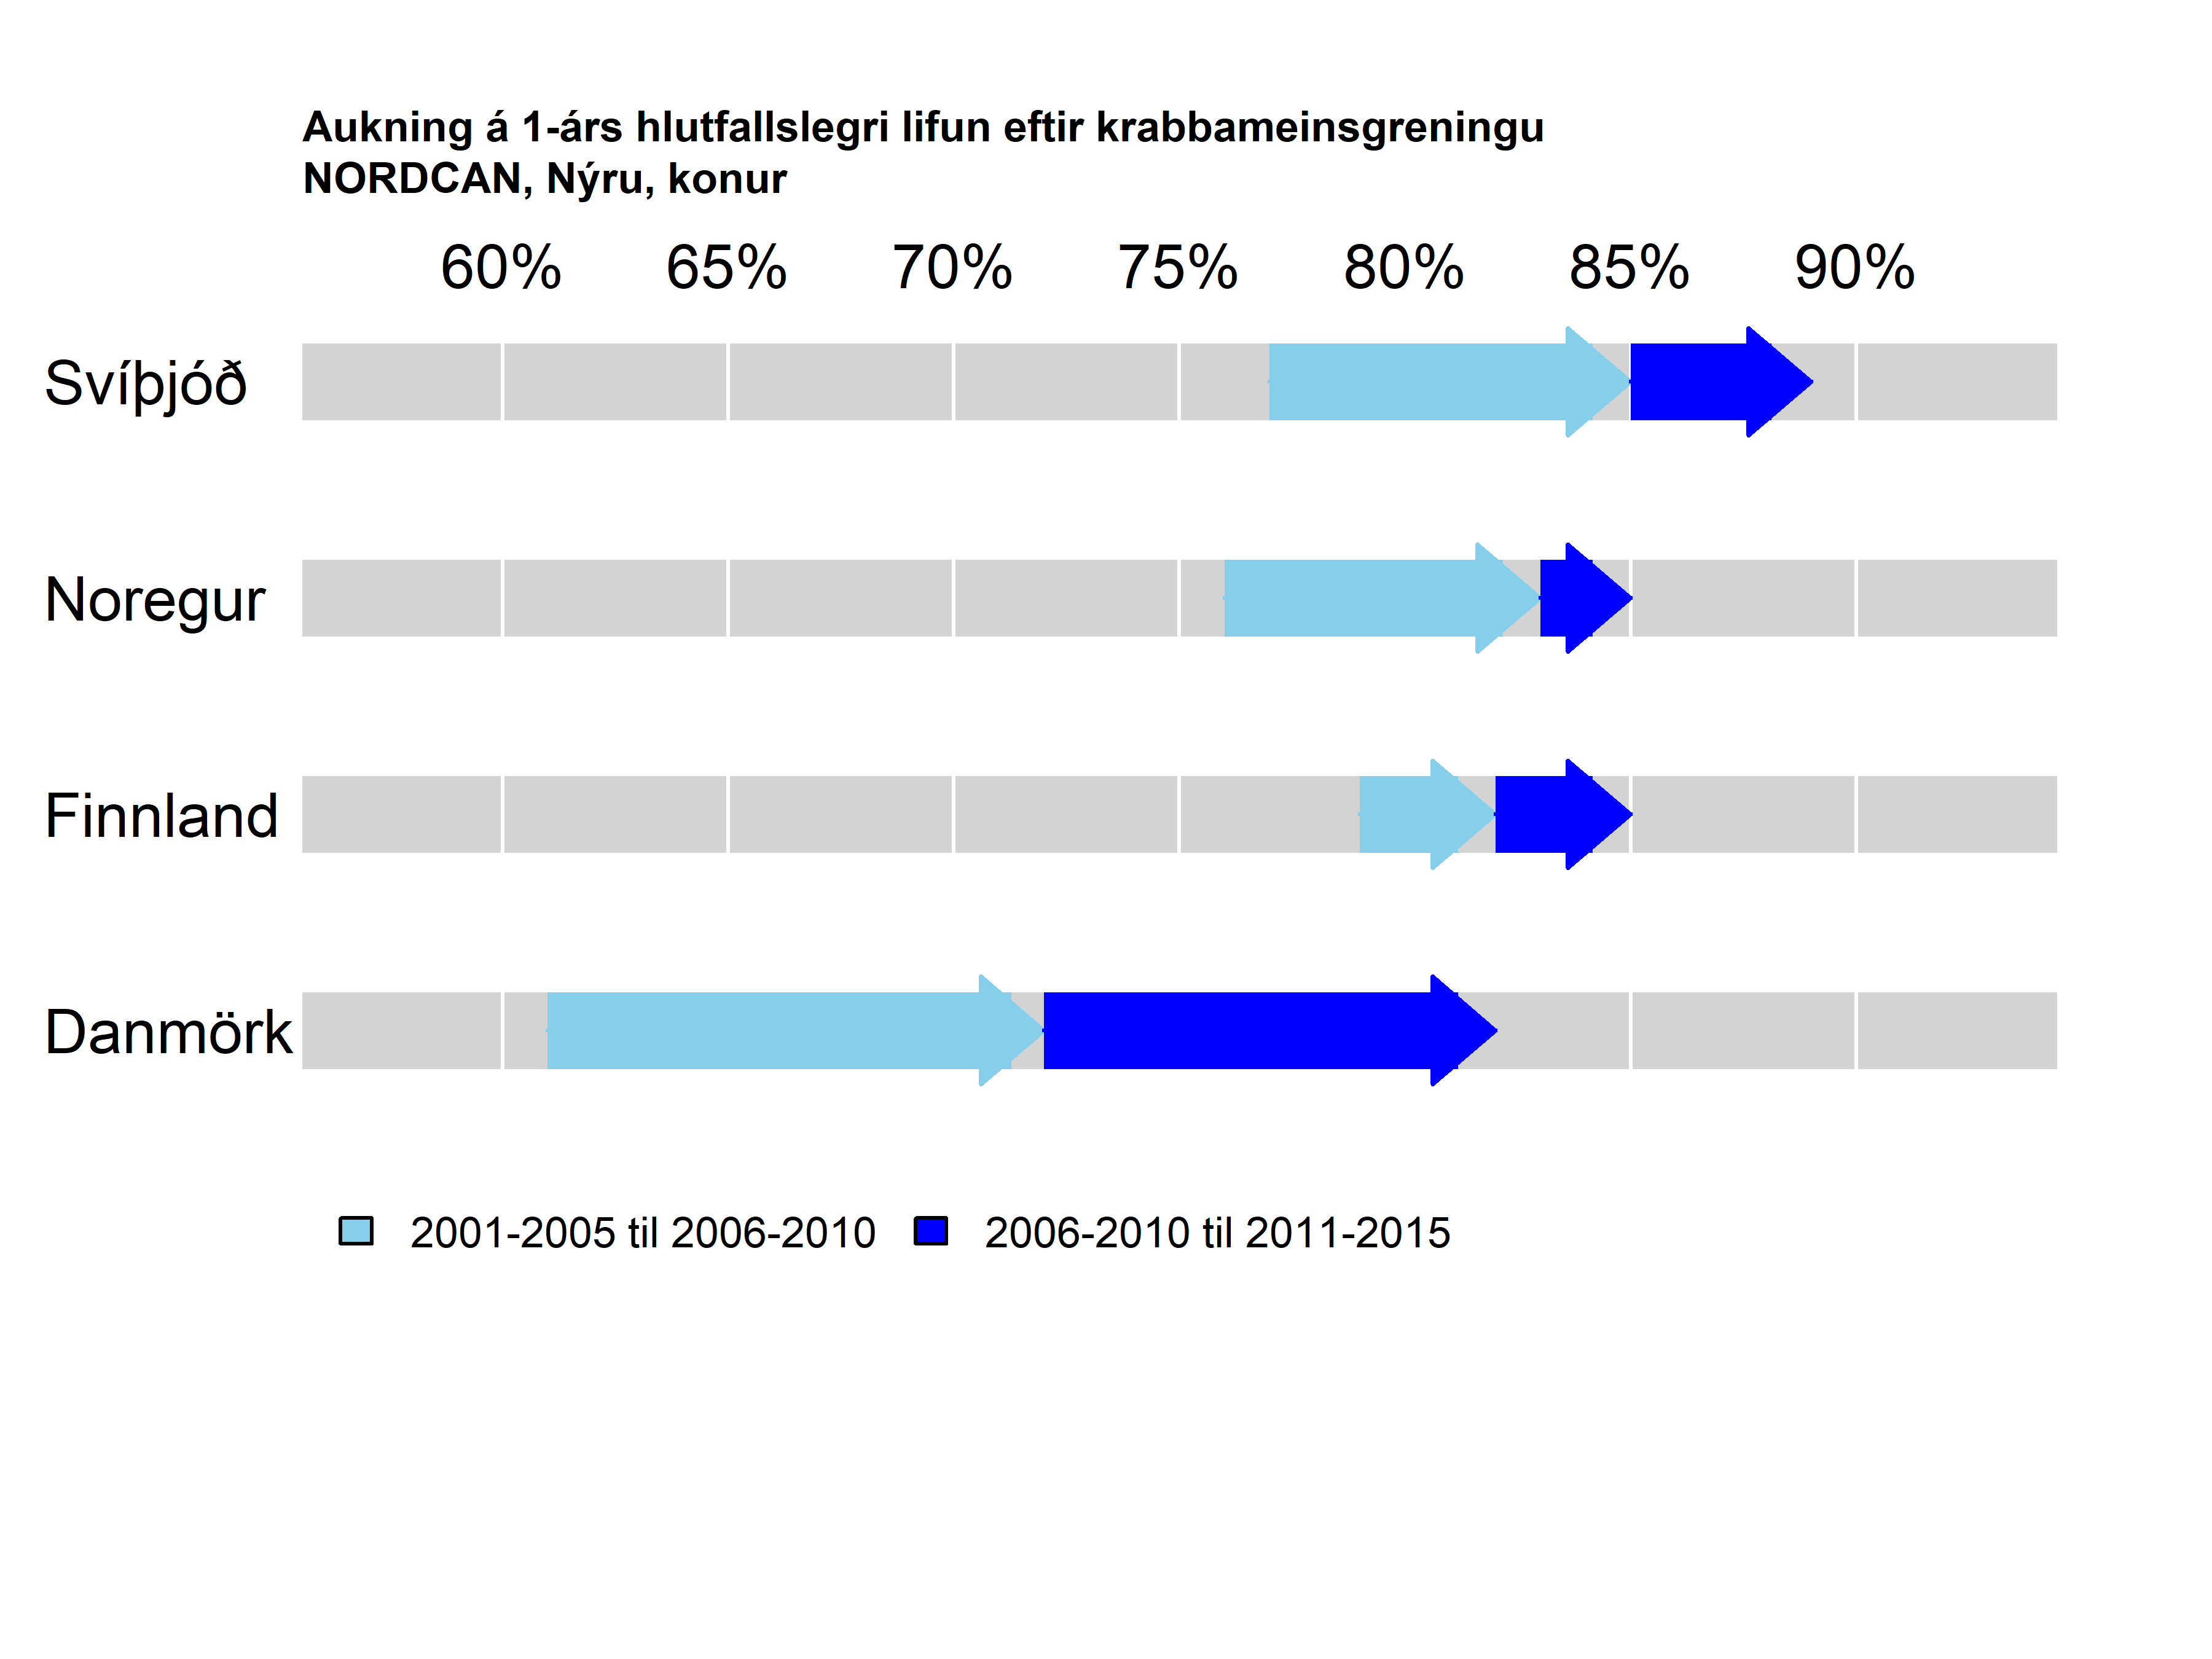 Aukning á 1-árs hlutfallslegri lifun eftir krabbameinsgreningu
NORDCAN, Nýru, konur
60% 65% 70% 75% 80% 85% 90%
Svíþjóð
Noregur
Finnland
Danmörk
2001-2005 til 2006-2010 2006-2010 til 2011-2015